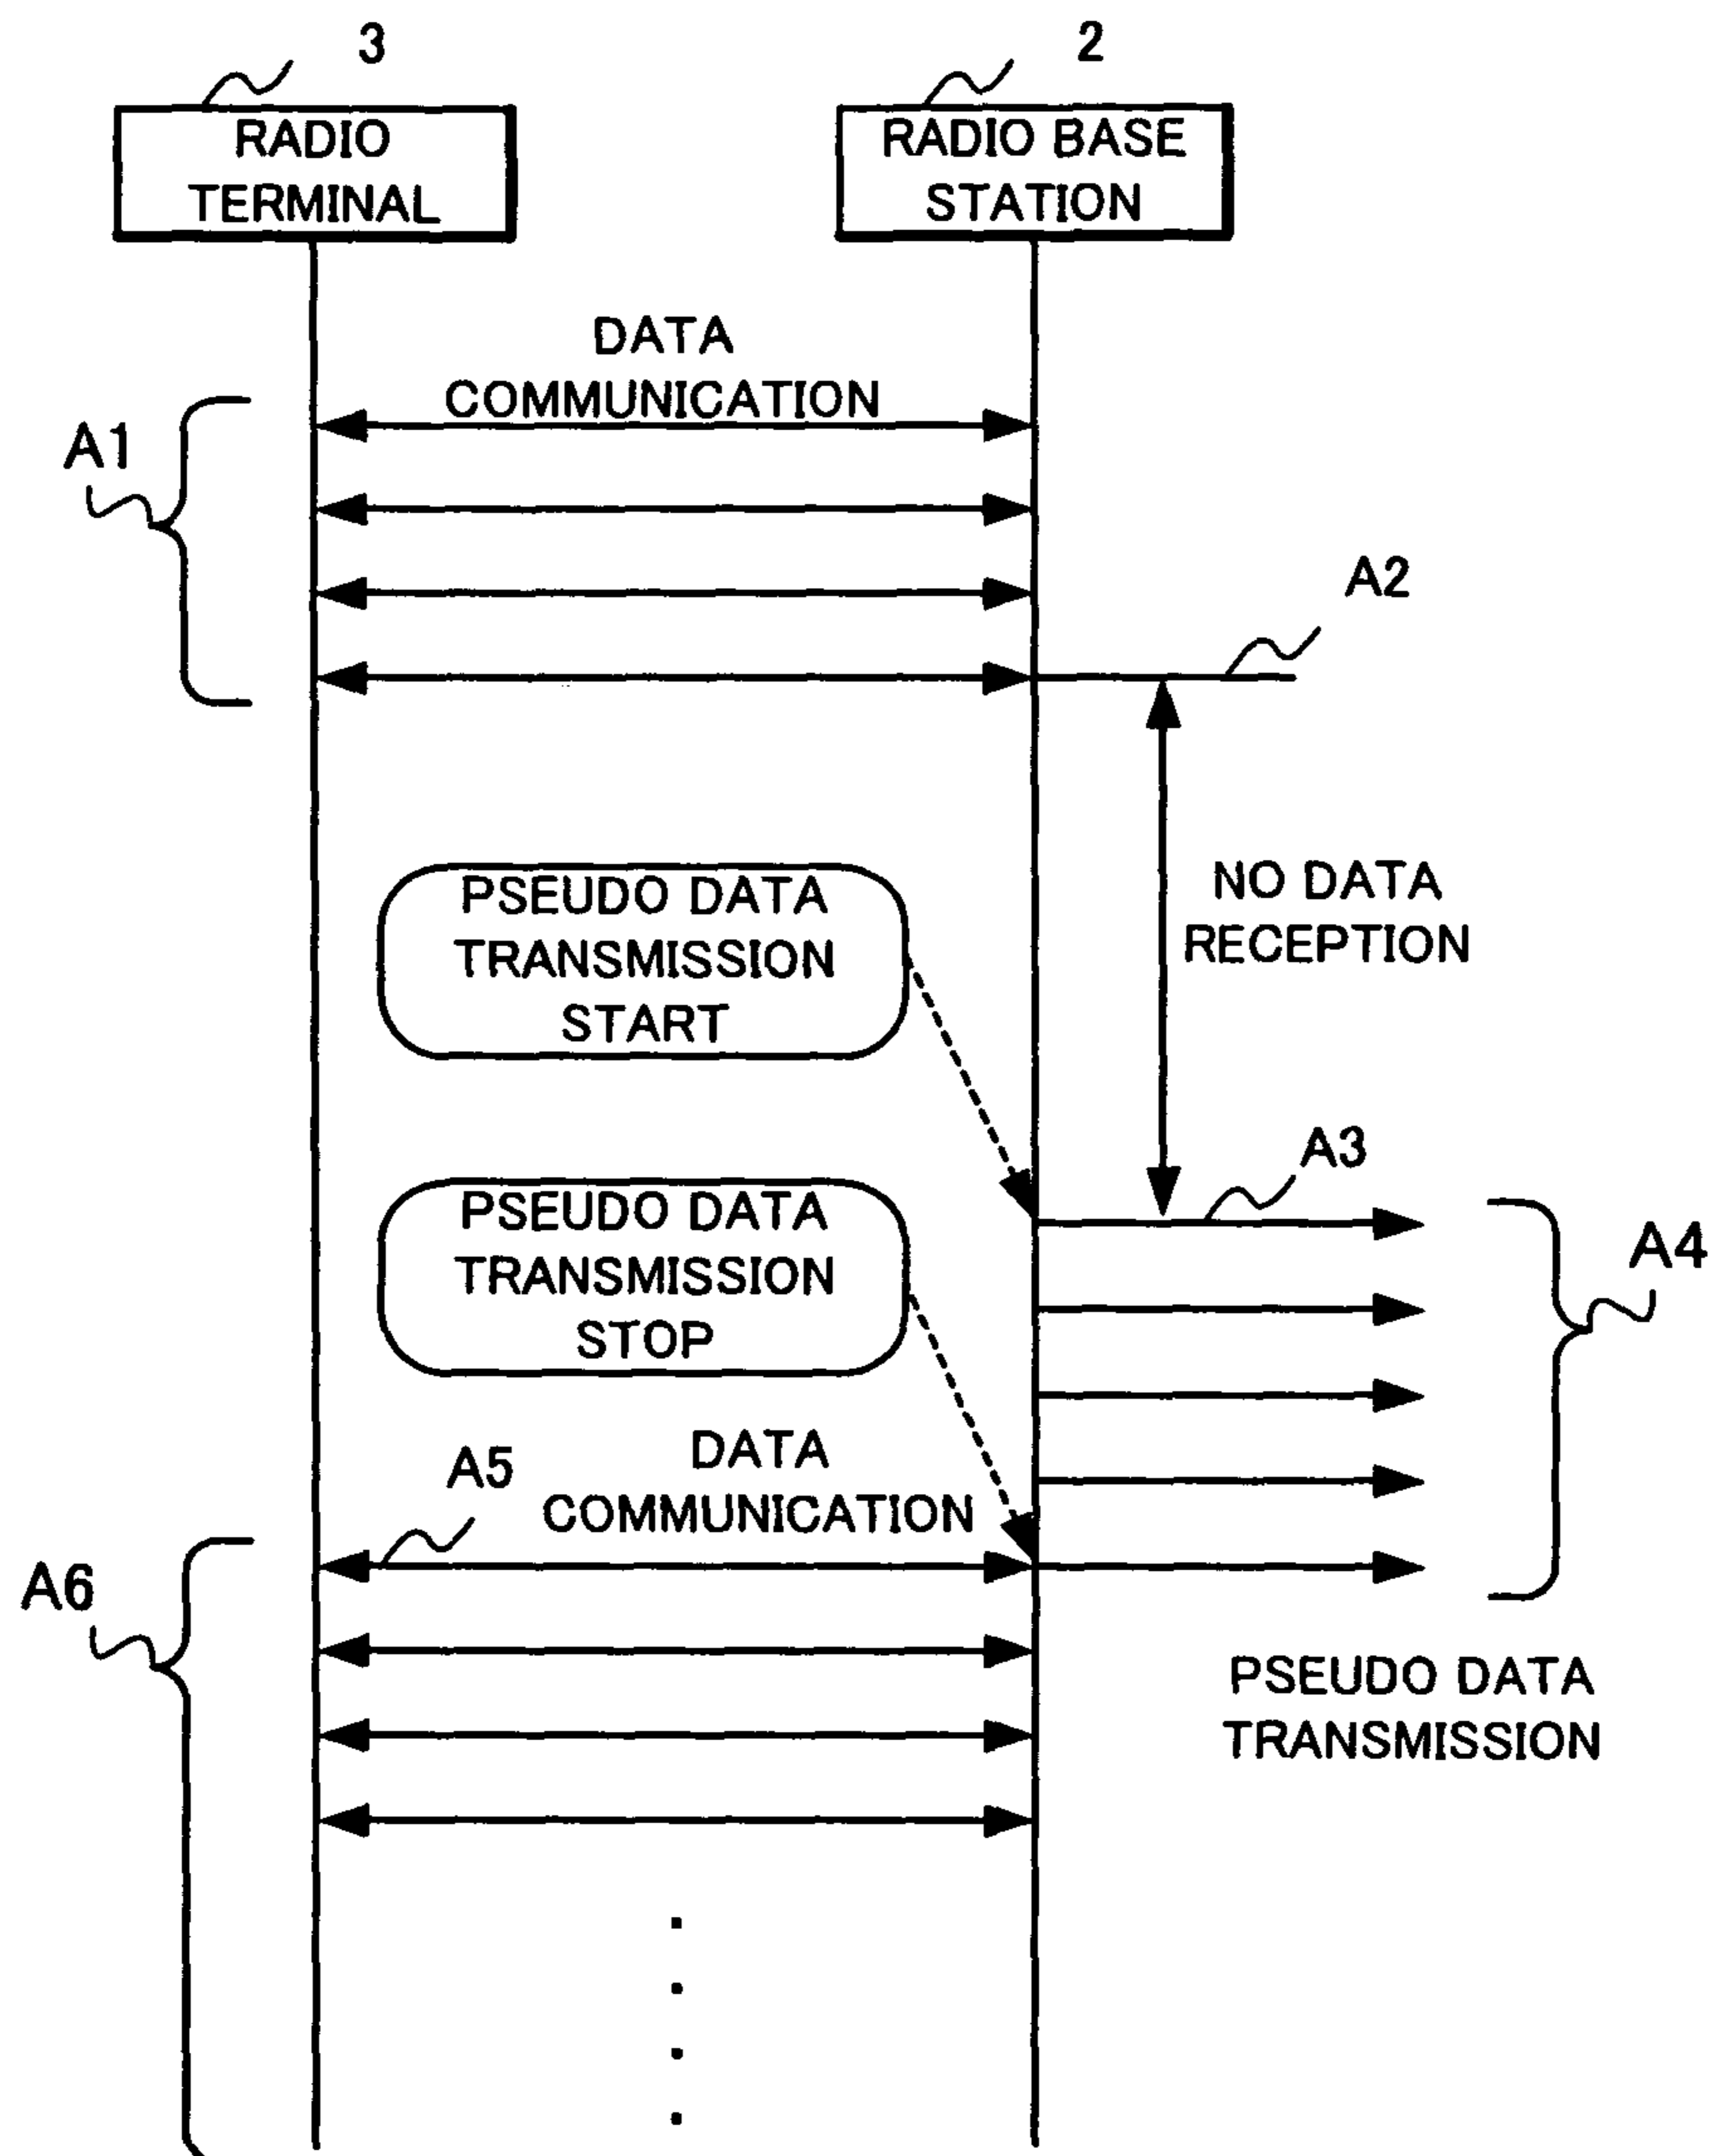 3
2
RADIO
TERMINAL
RADIO BASE
STATION
DATA
COMMUNICATION
A1
A2
PSEUDO DATA
TRANSMISSION
START
NO DATA
RECEPTION
A3
PSEUDO DATA
TRANSMISSION
STOP
A4
A5
DATA
COMMUNICATION
A6
PSEUDO DATA
TRANSMISSION